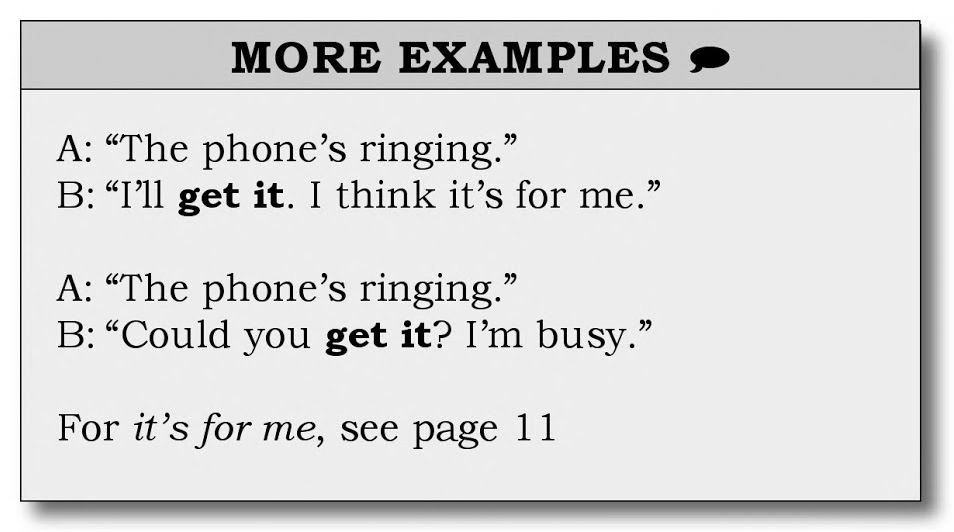 MORE EXAMPLES
A: “The phone’s ringing.”
B: “I’ll get it. I think it’s for me.”
A: “The phone’s ringing.”
B: “Could you get it? I’m busy.”
For it’s for me, see page 11